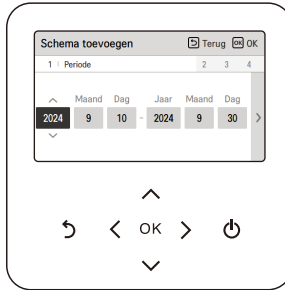 Schema toevoegen Terug OK OK
1 Periode 2 3 4
Maand Dag Jaar Maand Dag
2024 9 10 - 2024 9 30
OK